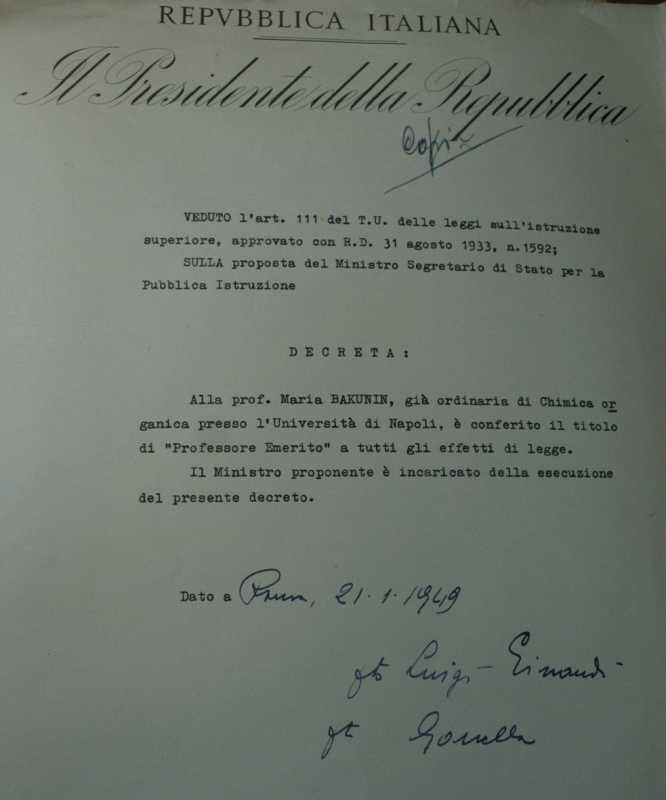 REPVBBLICA ITALIANA
Il Presidente della Repubblica
Copia
VEDUTO l'art. 111 del T.U. delle leggi sull'istruzione
superiore, approvato con R.D. 31 agosto 1933, n.1592;
SULLA proposta del Ministro Segretario di Stato per la
Pubblica Istruzione
DECRETA:
Alla prof. Maria BAKUNIN, già ordinaria di Chimica or
ganica presso l'Università di Napoli, è conferito il titolo
di "Professore Emerito" a tutti gli effetti di legge.
Il Ministro proponente è incaricato della esecuzione
del presente decreto.
Dato a Roma, 21.1.1949
fto Luigi Einaudi
ft Gonella